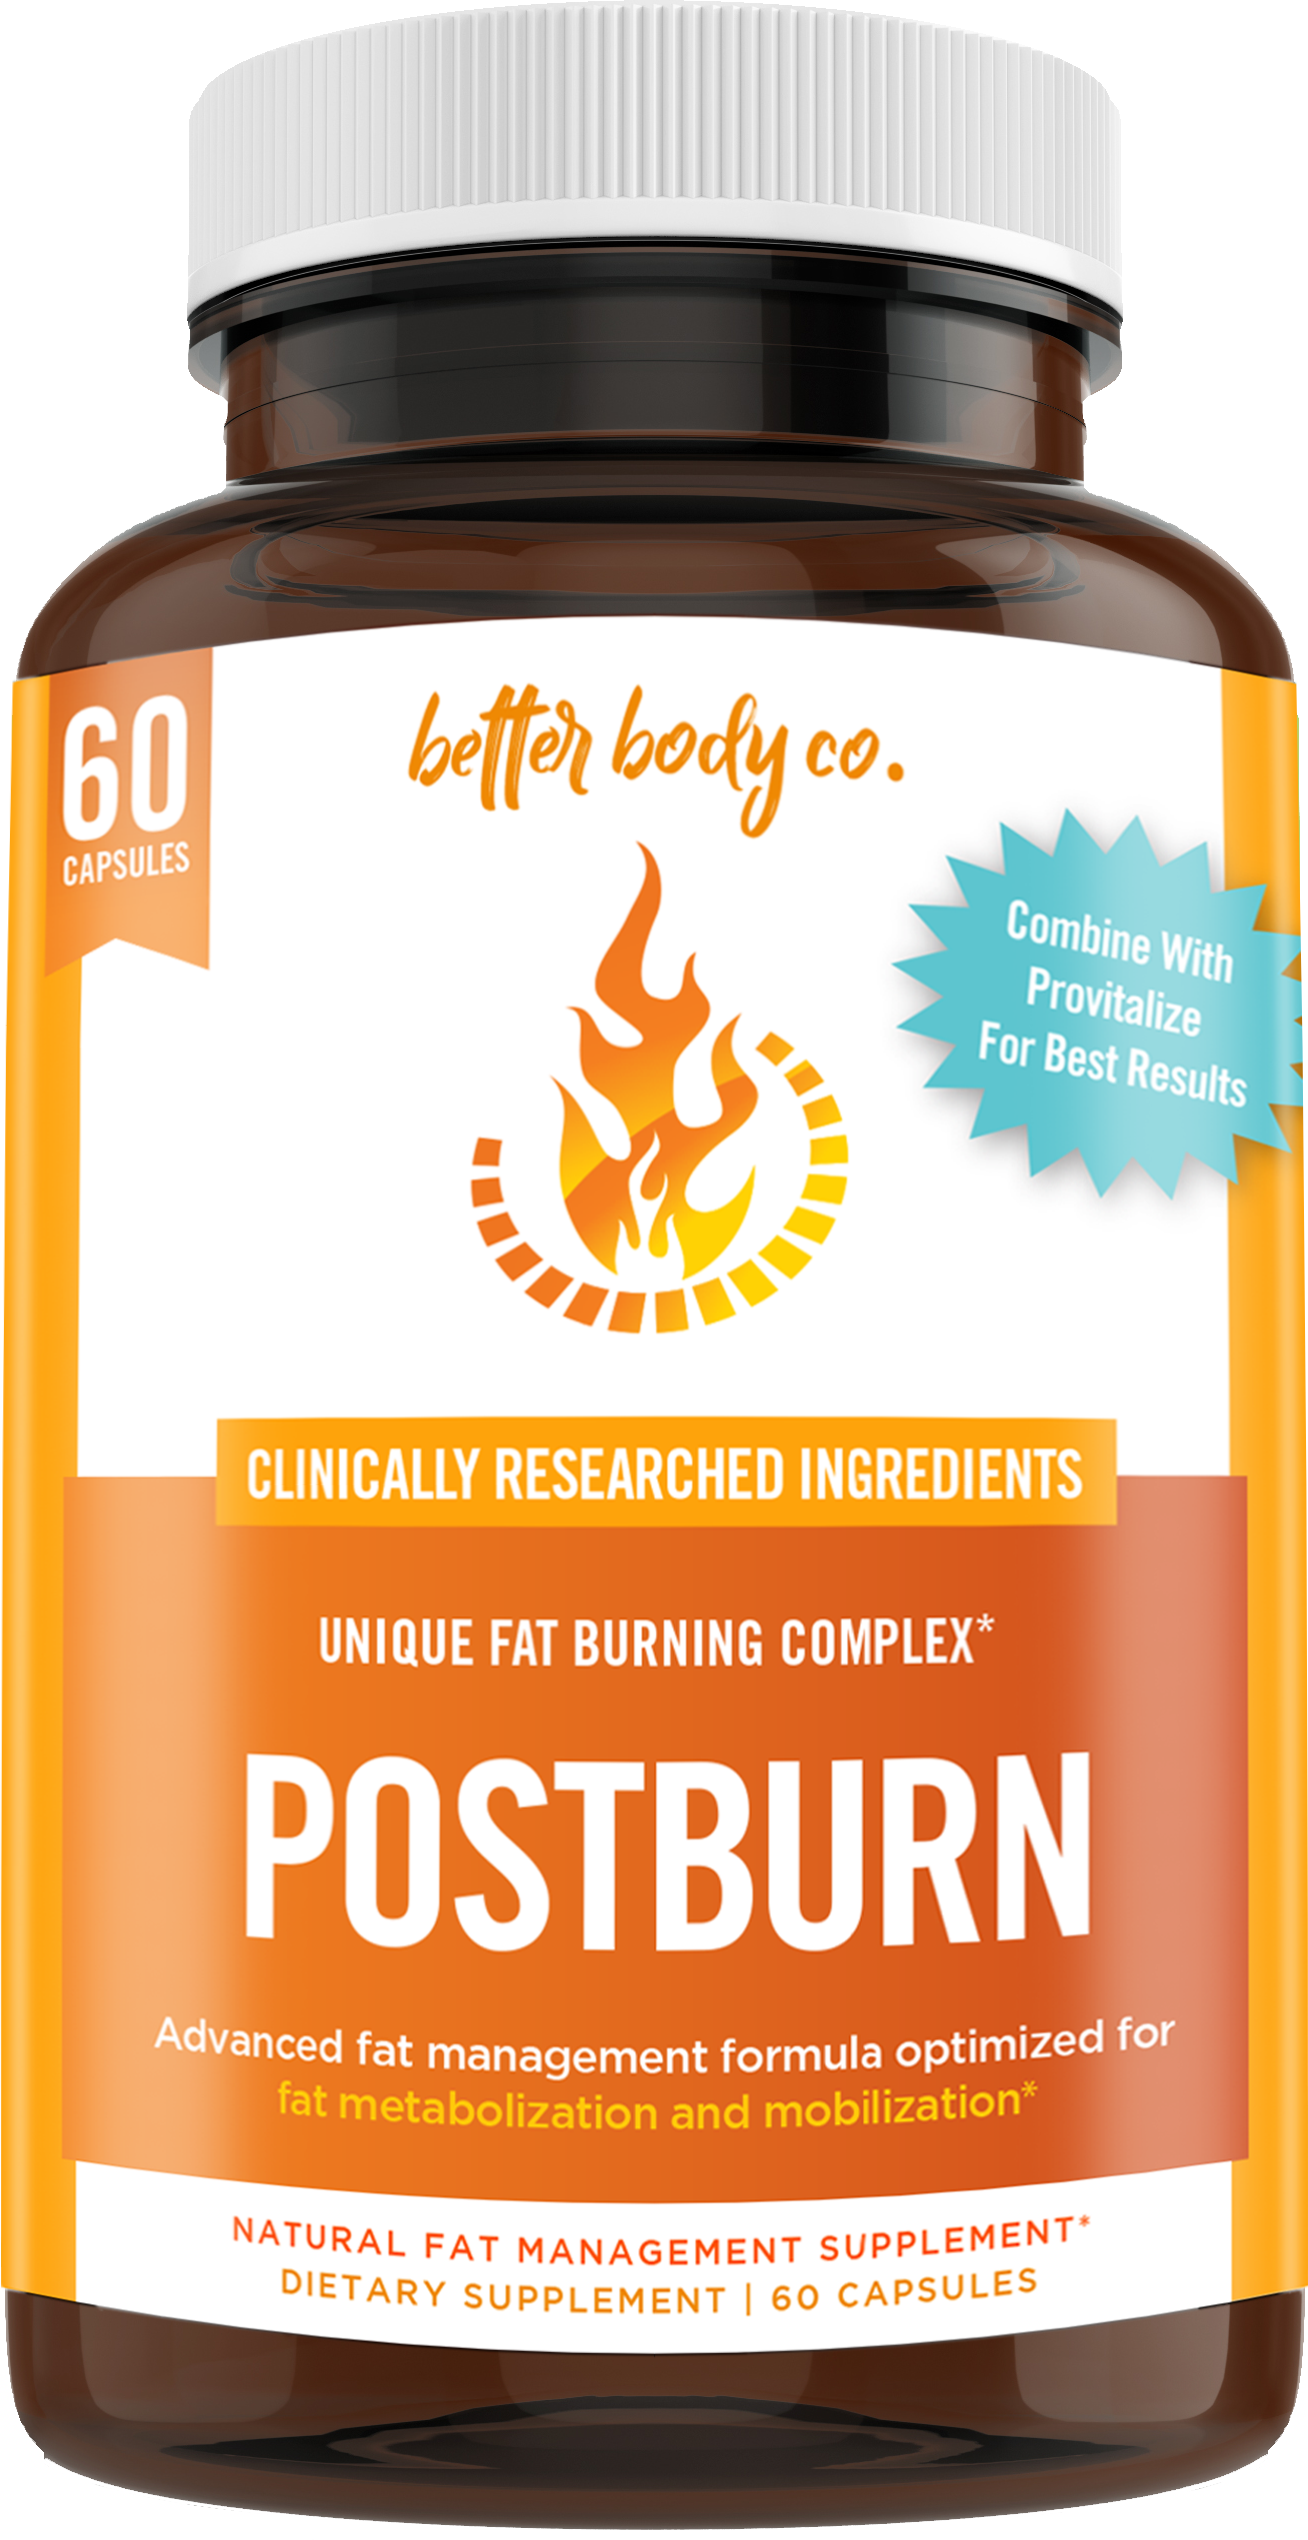 better body co.
60
CAPSULES
Combine With
Provitalize
For Best Results
CLINICALLY RESEARCHED INGREDIENTS
UNIQUE FAT BURNING COMPLEX*
POSTBURN
Advanced fat management formula optimized for
fat metabolization and mobilization*
NATURAL FAT MANAGEMENT SUPPLEMENT*
DIETARY SUPPLEMENT | 60 CAPSULES